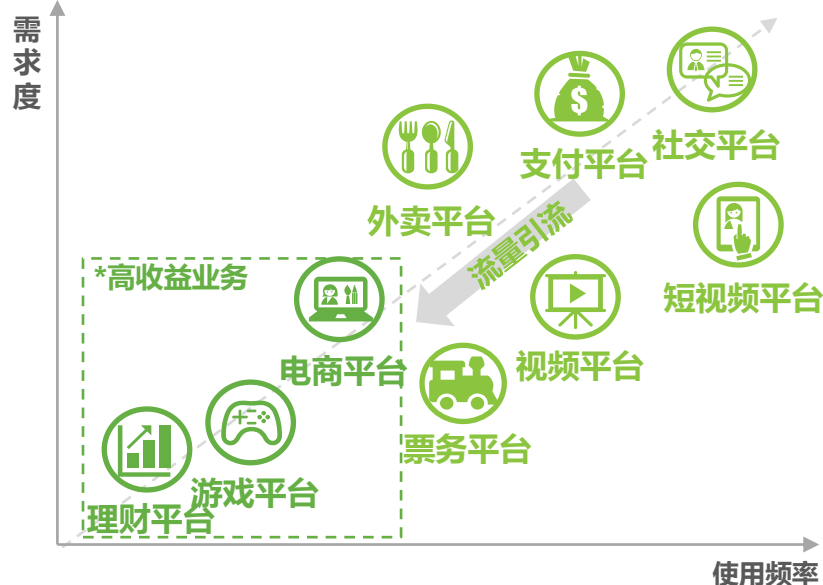 需求度
社交平台
支付平台
外卖平台
流量引流
*高收益业务
短视频平台
视频平台
电商平台
票务平台
游戏平台
理财平台
使用频率
$